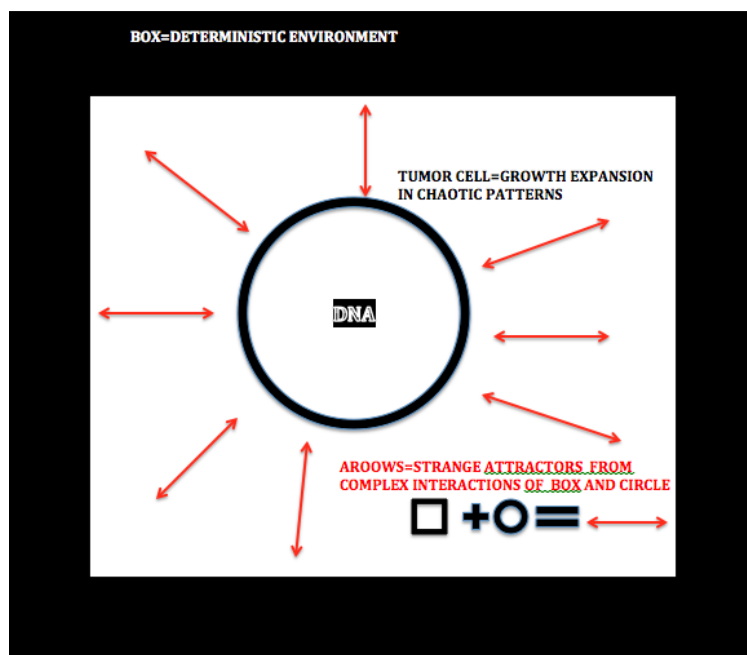 BOX=DETERMINISTIC ENVIRONMENT
TUMOR CELL=GROWTH EXPANSION
IN CHAOTIC PATTERNS
DNA
AROOWS=STRANGE ATTRACTORS FROM
COMPLEX INTERACTIONS OF BOX AND CIRCLE